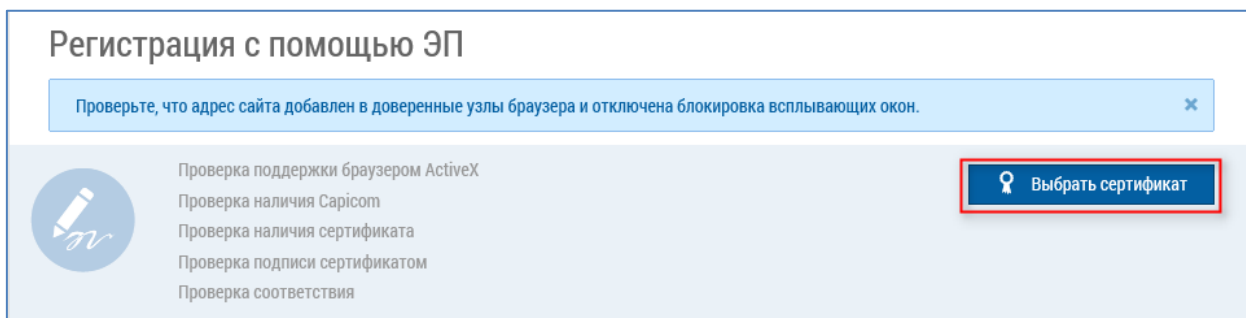 Регистрация с помощью ЭП
Проверьте, что адрес сайта добавлен в доверенные узлы браузера и отключена блокировка всплывающих окон.
Проверка поддержки браузером ActiveX
Выбрать сертификат
Проверка наличия Capicom
Проверка наличия сертификата
Проверка подписи сертификатом
Проверка соответствия